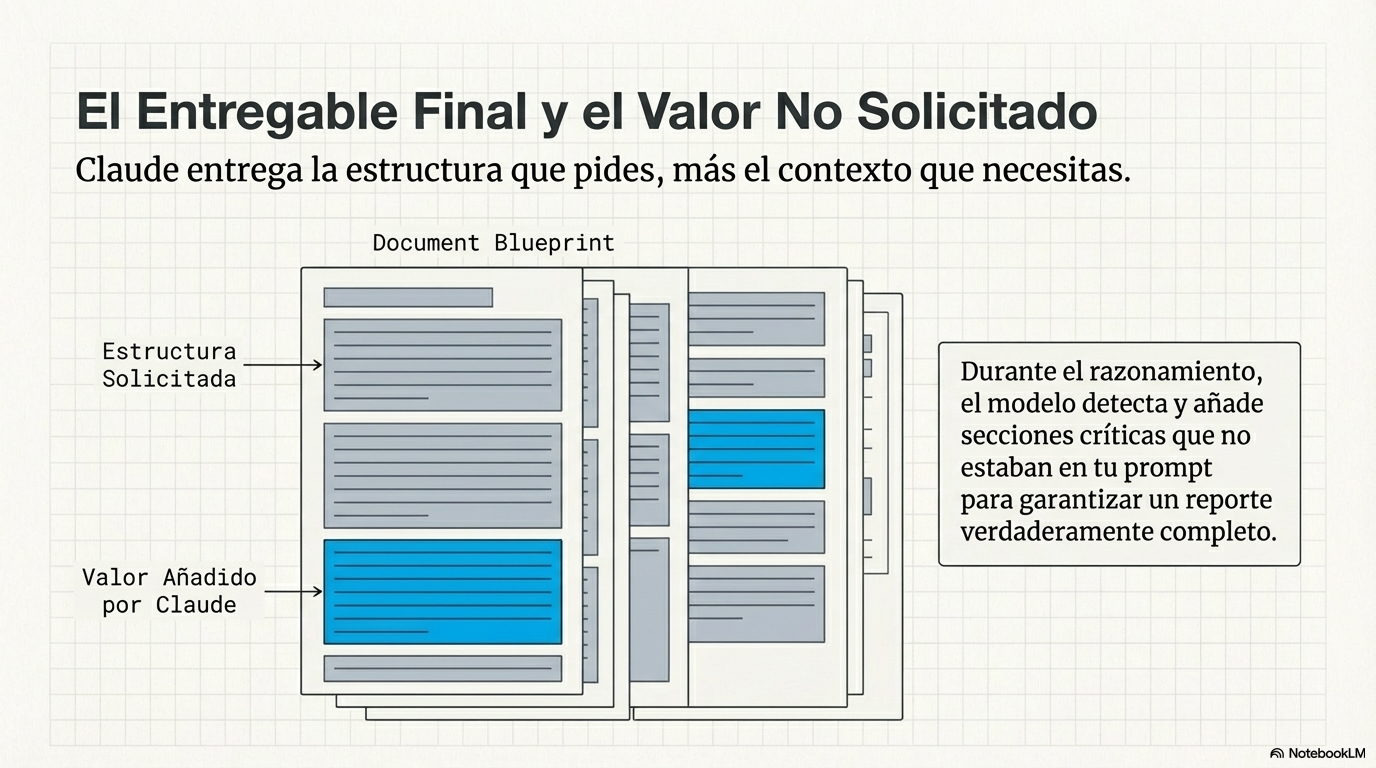 El Entregable Final y el Valor No Solicitado
Claude entrega la estructura que pides, más el contexto que necesitas.
Document Blueprint
Estructura
Solicitada
Valor Añadido
por Claude
Durante el razonamiento,
el modelo detecta y añade
secciones críticas que no
estaban en tu prompt
para garantizar un reporte
verdaderamente completo.
NotebookLM